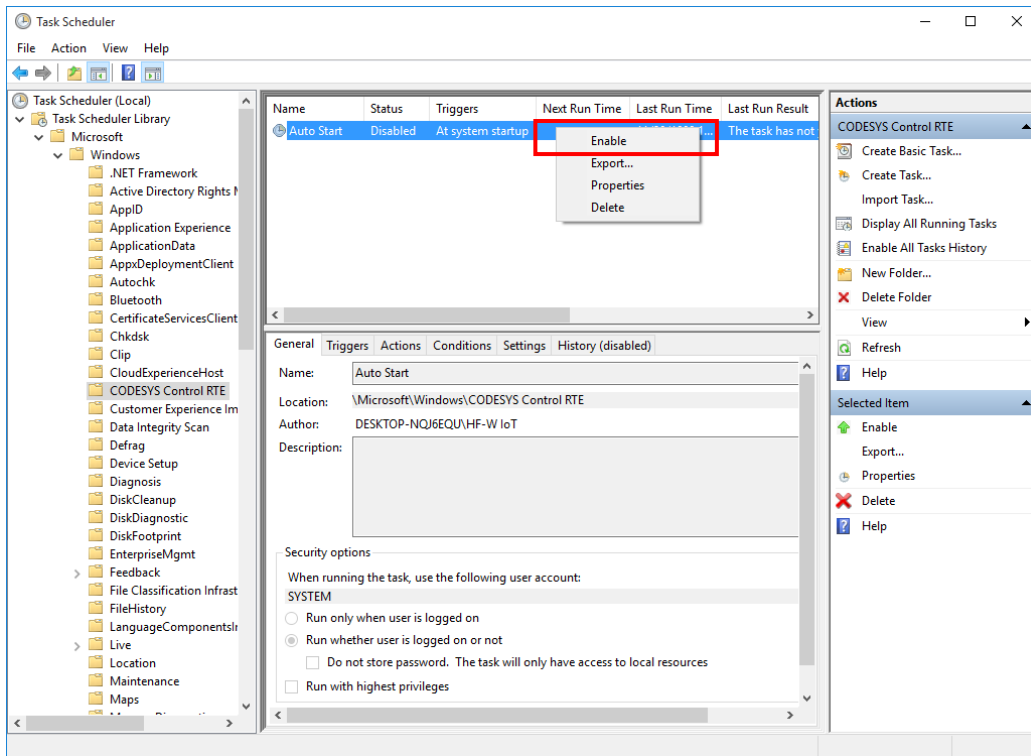 Task Scheduler
File Action View Help
Task Scheduler (Local)
Task Scheduler Library
Microsoft
Windows
.NET Framework
Active Directory Rights
AppID
Application Experience
ApplicationData
AppxDeploymentClient
Autochk
Bluetooth
CertificateServicesClient
Chkdsk
Clip
CloudExperienceHost
CODESYS Control RTE
Customer Experience Im
Data Integrity Scan
Defrag
Device Setup
Diagnosis
DiskCleanup
DiskDiagnostic
DiskFootprint
EnterpriseMgmt
Feedback
File Classification Infrast
FileHistory
LanguageComponentsIr
Live
Location
Maintenance
Maps
Name Status Triggers Next Run Time Last Run Time Last Run Result
Auto Start Disabled At system startup The task has not
Enable
Export...
Properties
Delete
General Triggers Actions Conditions Settings History (disabled)
Name: Auto Start
Location: \Microsoft\Windows\CODESYS Control RTE
Author: DESKTOP-NQJ6EQU\HF-W IoT
Description:
Security options
When running the task, use the following user account:
SYSTEM
Run only when user is logged on
Run whether user is logged on or not
Do not store password. The task will only have access to local resources
Run with highest privileges
Actions
CODESYS Control RTE
Create Basic Task...
Create Task...
Import Task...
Display All Running Tasks
Enable All Tasks History
New Folder...
Delete Folder
View
Refresh
Help
Selected Item
Enable
Export...
Properties
Delete
Help